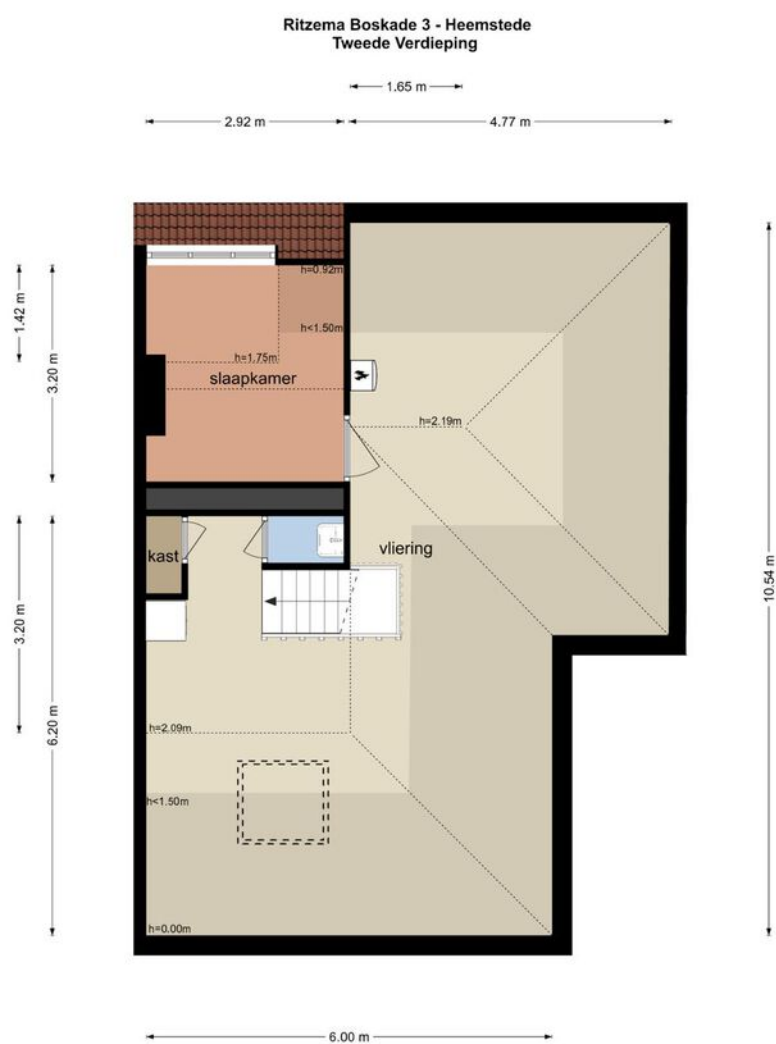 Ritzema Boskade 3 - Heemstede
Tweede Verdieping
1.65 m
2.92 m
4.77 m
h=0.92m
1.42 m
h<1.50m
h=1.75m
3.20 m
slaapkamer
h=2.19m
kast
vliering
10.54 m
3.20 m
h=2.09m
6.20 m
h<1.50m
h=0.00m
6.00 m